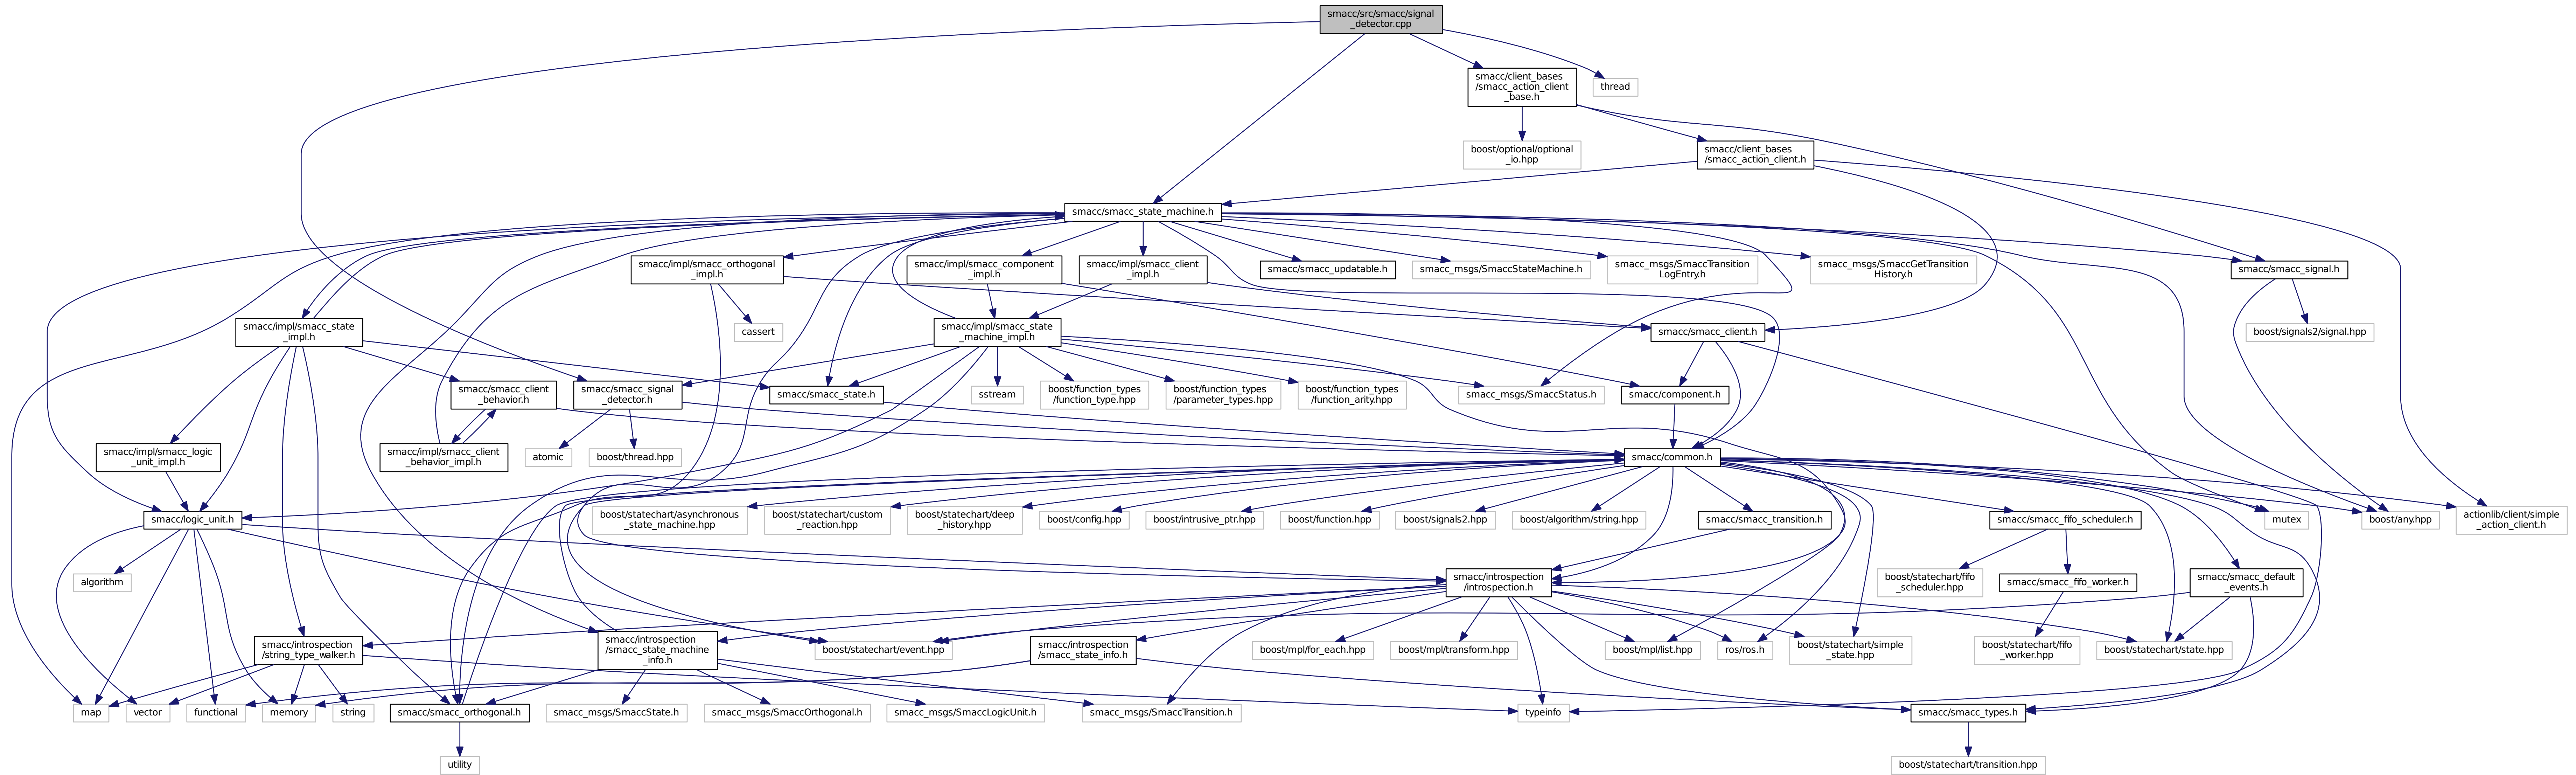 smacc/src/smacc/signal
_detector.cpp
smacc/client_bases
/smacc_action_client
_base.h
thread
boost/optional/optional
_io.hpp
smacc/client_bases
/smacc_action_client.h
smacc/smacc_state_machine.h
smacc/impl/smacc_orthogonal
_impl.h
smacc/impl/smacc_component
_impl.h
smacc/impl/smacc_client
_impl.h
smacc/smacc_updatable.h
smacc_msgs/SmaccStateMachine.h
smacc_msgs/SmaccTransition
LogEntry.h
smacc_msgs/SmaccGetTransition
History.h
smacc/smacc_signal.h
smacc/impl/smacc_state
_impl.h
cassert
smacc/impl/smacc_state
_machine_impl.h
smacc/smacc_client.h
boost/signals2/signal.hpp
smacc/smacc_client
_behavior.h
smacc/smacc_signal
_detector.h
smacc/smacc_state.h
sstream
boost/function_types
/function_type.hpp
boost/function_types
/parameter_types.hpp
boost/function_types
/function_arity.hpp
smacc_msgs/SmaccStatus.h
smacc/component.h
smacc/impl/smacc_logic
_unit_impl.h
smacc/impl/smacc_client
_behavior_impl.h
atomic
boost/thread.hpp
smacc/common.h
smacc/logic_unit.h
boost/statechart/asynchronous
_state_machine.hpp
boost/statechart/custom
_reaction.hpp
boost/statechart/deep
_history.hpp
boost/config.hpp
boost/intrusive_ptr.hpp
boost/function.hpp
boost/signals2.hpp
boost/algorithm/string.hpp
smacc/smacc_transition.h
smacc/smacc_fifo_scheduler.h
mutex
boost/any.hpp
actionlib/client/simple
_action_client.h
algorithm
smacc/introspection
/introspection.h
boost/statechart/fifo
_scheduler.hpp
smacc/smacc_fifo_worker.h
smacc/smacc_default
_events.h
smacc/introspection
/string_type_walker.h
smacc/introspection
/smacc_state_machine
_info.h
boost/statechart/event.hpp
smacc/introspection
/smacc_state_info.h
boost/mpl/for_each.hpp
boost/mpl/transform.hpp
boost/mpl/list.hpp
ros/ros.h
boost/statechart/simple
_state.hpp
boost/statechart/fifo
_worker.hpp
boost/statechart/state.hpp
map
vector
functional
memory
string
smacc/smacc_orthogonal.h
smacc_msgs/SmaccState.h
smacc_msgs/SmaccOrthogonal.h
smacc_msgs/SmaccLogicUnit.h
smacc_msgs/SmaccTransition.h
typeinfo
smacc/smacc_types.h
utility
boost/statechart/transition.hpp